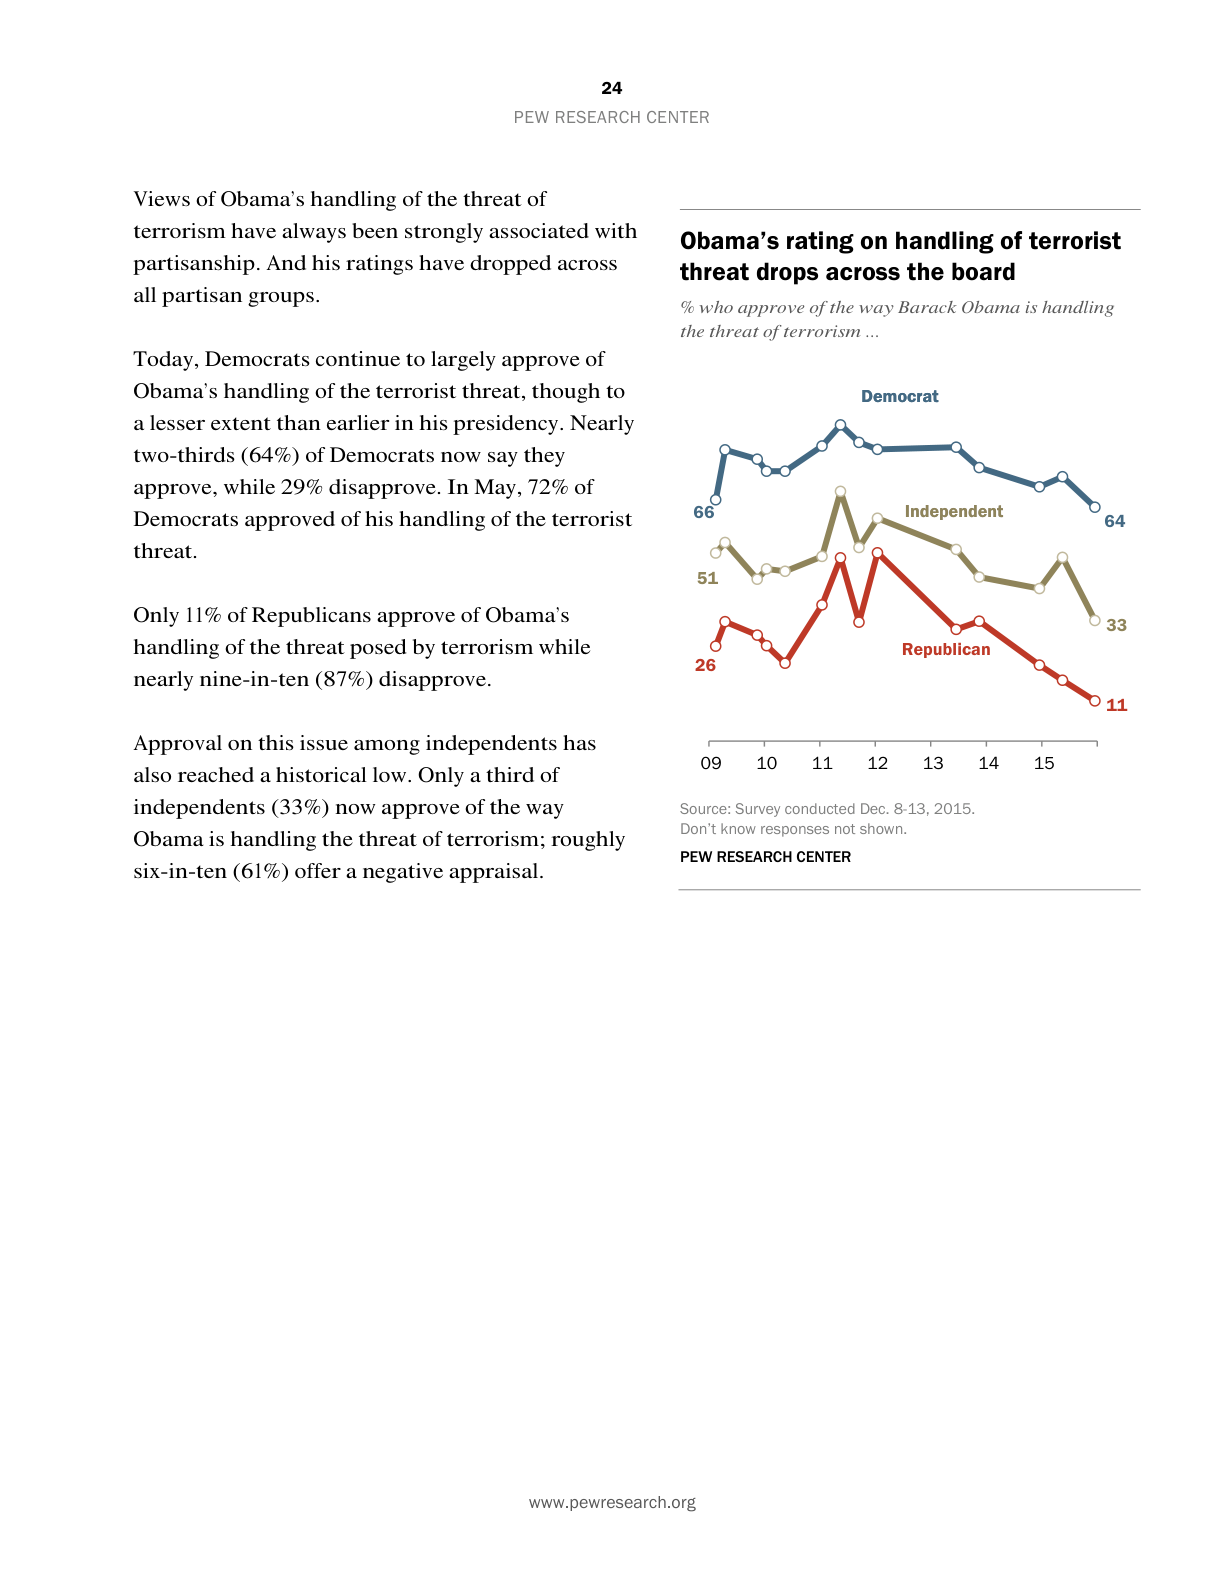 24
PEW RESEARCH CENTER
Views of Obama’s handling of the threat of
terrorism have always been strongly associated with
partisanship. And his ratings have dropped across
all partisan groups.
Today, Democrats continue to largely approve of
Obama’s handling of the terrorist threat, though to
a lesser extent than earlier in his presidency. Nearly
two-thirds (64%) of Democrats now say they
approve, while 29% disapprove. In May, 72% of
Democrats approved of his handling of the terrorist
threat.
Only 11% of Republicans approve of Obama’s
handling of the threat posed by terrorism while
nearly nine-in-ten (87%) disapprove.
Approval on this issue among independents has
also reached a historical low. Only a third of
independents (33%) now approve of the way
Obama is handling the threat of terrorism; roughly
six-in-ten (61%) offer a negative appraisal.
Obama’s rating on handling of terrorist
threat drops across the board
% who approve of the way Barack Obama is handling
the threat of terrorism ...
Democrat
66
64
Independent
51
33
Republican
26
11
09 10 11 12 13 14 15
Source: Survey conducted Dec. 8-13, 2015.
Don’t know responses not shown.
PEW RESEARCH CENTER
www.pewresearch.org